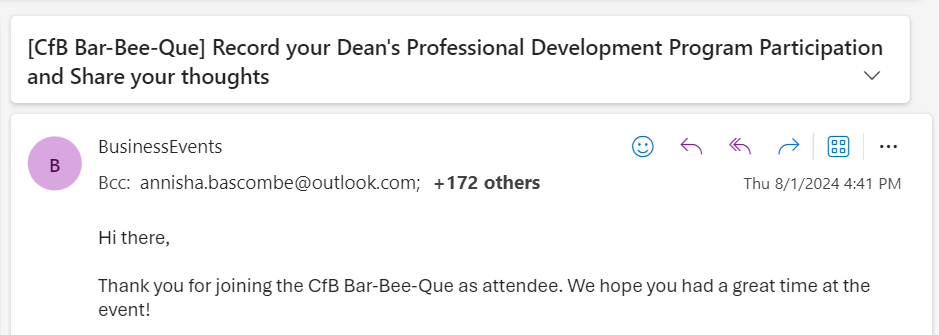 [CfB Bar-Bee-Que] Record your Dean's Professional Development Program Participation
and Share your thoughts
B
BusinessEvents
Bcc: annisha.bascombe@outlook.com; +172 others
Thu 8/1/2024 4:41 PM
Hi there,
Thank you for joining the CfB Bar-Bee-Que as attendee. We hope you had a great time at the
event!